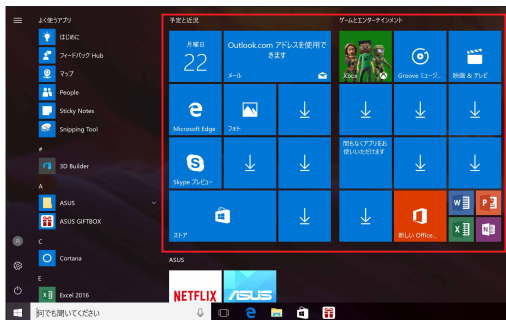 よく使うアプリ
はじめに
フィードバック Hub
マップ
People
Sticky Notes
Snipping Tool
#
3D Builder
A
ASUS
ASUS GIFTBOX
C
Cortana
E
Excel 2016
何でも聞いてください
予定と近況
月曜日
22
Outlook.com アドレスを使用で
きます
メール
Microsoft Edge
フォト
Skype プレビュー
ストア
ゲームとエンターテインメント
Xbox
Groove ミュージ...
映画 & テレビ
間もなくアプリをお
使いいただけます
新しい Office...
ASUS
NETFLIX
ASUS